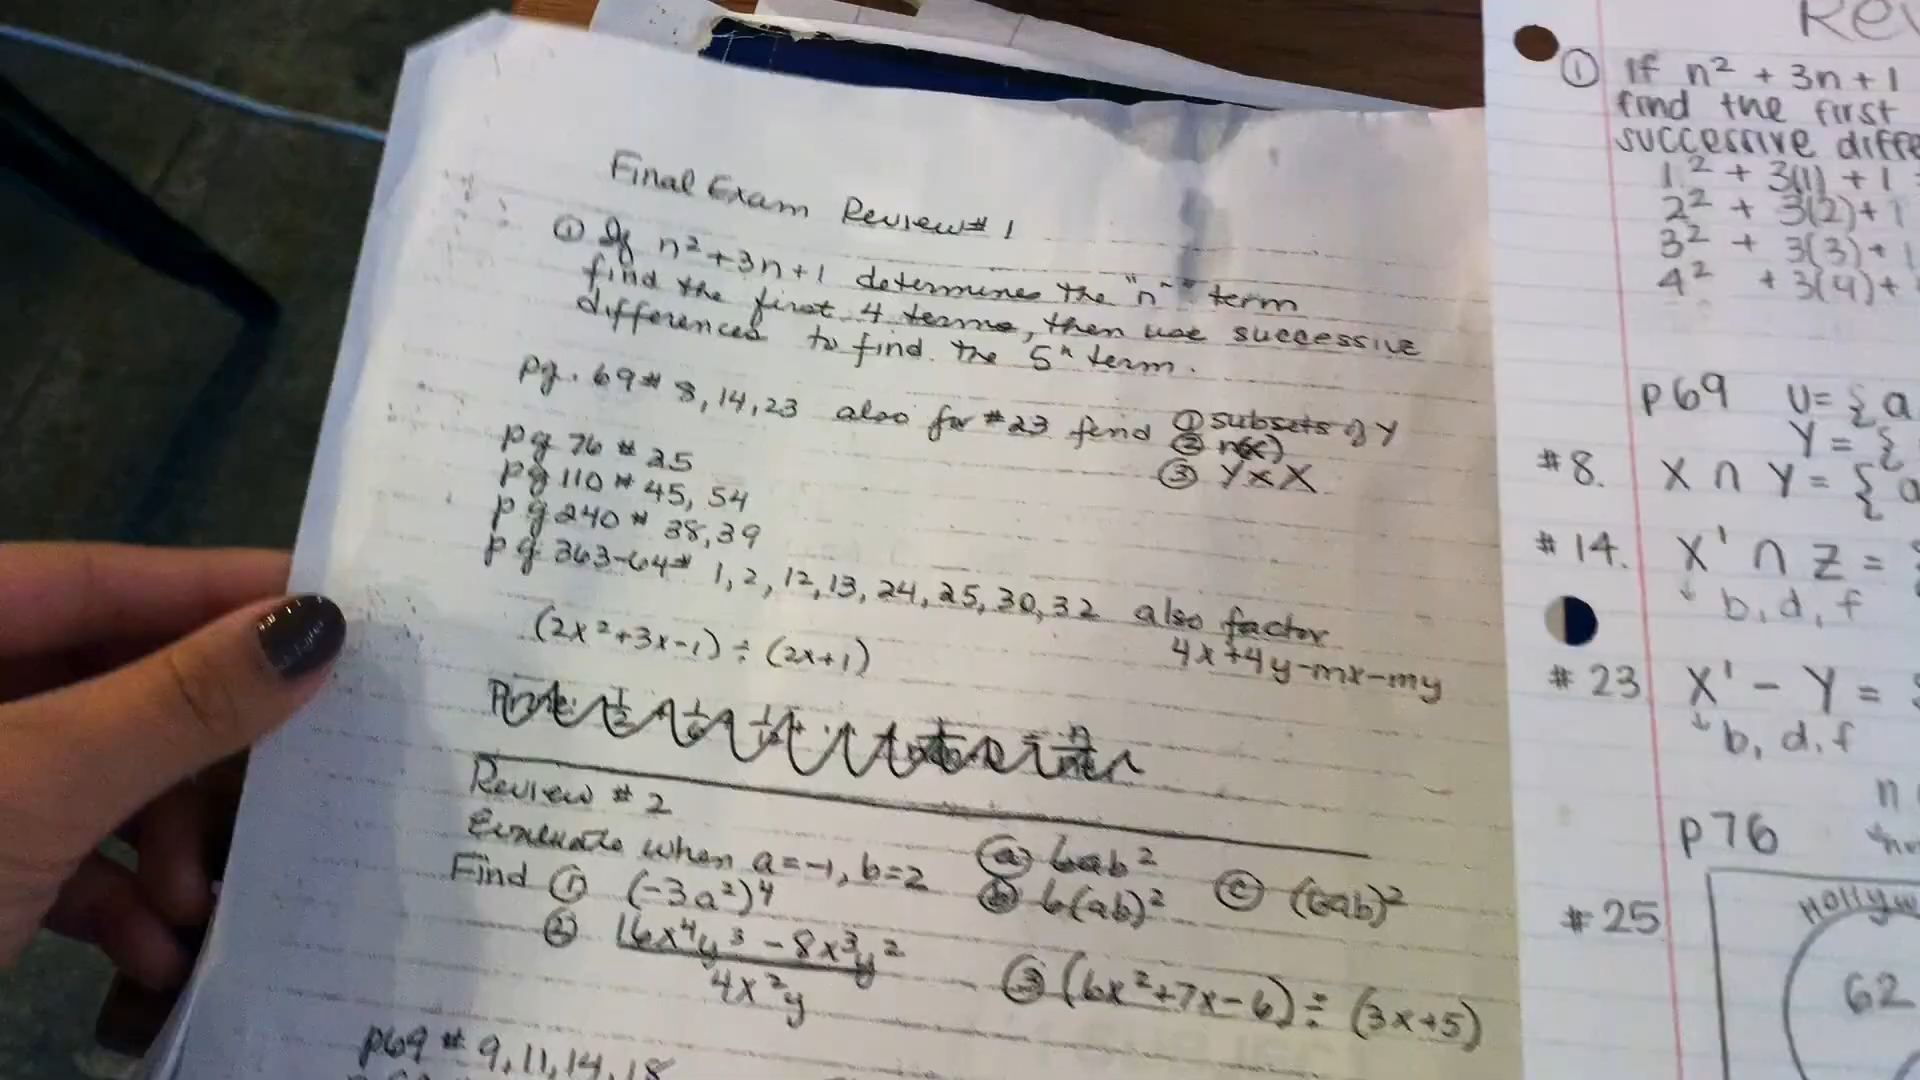 Final Exam Review # 1
① If n² + 3n + 1 determines the "n" term
find the first 4 terms, then use successive
differences to find the 5th term.
pg. 69 # 8, 14, 23 also for # 23 find ① subsets of Y
② n(x)
③ Y × X
pg 76 # 25
pg 110 # 45, 54
pg 240 # 38, 39
pg 363-64 # 1, 2, 12, 13, 24, 25, 30, 32 also factor
4x + 4y - mx - my
(2x² + 3x - 1) ÷ (2x + 1)
Review # 2
Evaluate when a = -1, b = 2 ⓐ 6ab²
ⓑ 6(ab)² ⓒ (6ab)²
Find ① (-3a²)⁴
② 16x⁴y³ - 8x³y²
4x²y
③ (6x² + 7x - 6) ÷ (3x + 5)
p69 # 9, 11, 14, 18
① If n² + 3n + 1
find the first
successive diffe
1² + 3(1) + 1
2² + 3(2) + 1
3² + 3(3) + 1
4² + 3(4) +
p69 U = {a
Y = {
#8. X ∩ Y = {a
#14. X' ∩ Z = {
↓ b, d, f
#23 X' - Y = {
↓ b, d, f
n
p76
#25
Hollyw
62